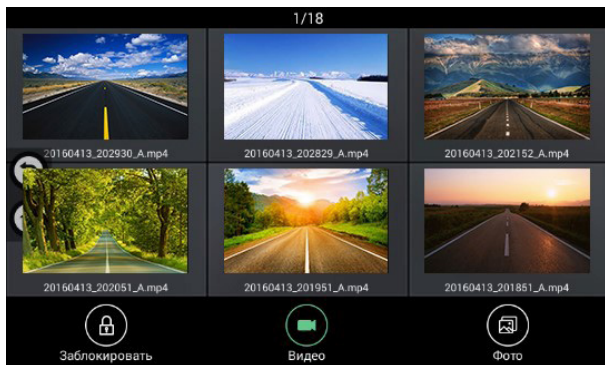 1/18
20160413_202930_A.mp4
20160413_202829_A.mp4
20160413_202152_A.mp4
20160413_202051_A.mp4
20160413_201951_A.mp4
20160413_201851_A.mp4
Заблокировать
Видео
Фото